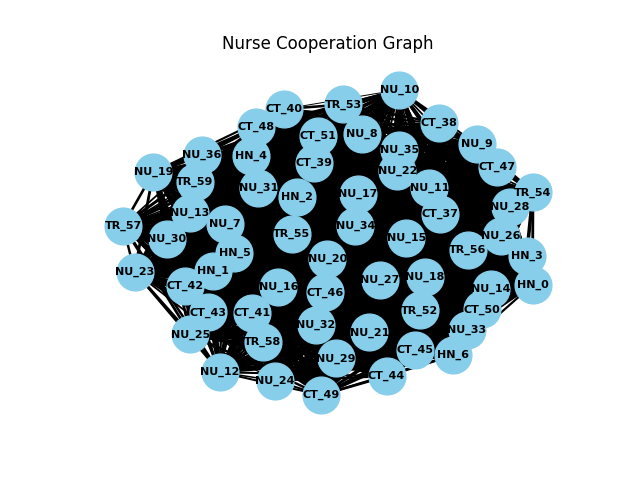 Nurse Cooperation Graph
NU_10
TR_53
CT_40
CT_38
CT_48
CT_51
NU_8
NU_9
NU_36
HN_4
NU_35
CT_39
CT_47
NU_22
NU_19
TR_59
NU_31
NU_11
TR_54
HN_2
NU_17
NU_28
NU_13
CT_37
TR_57
NU_7
NU_34
NU_30
TR_55
NU_15
NU_26
HN_5
TR_56
HN_3
NU_20
NU_23
HN_1
NU_18
NU_27
HN_0
CT_42
NU_16
CT_46
NU_14
CT_43
CT_41
TR_52
CT_50
NU_32
NU_33
NU_25
NU_21
TR_58
CT_45
HN_6
NU_29
NU_12
CT_44
NU_24
CT_49